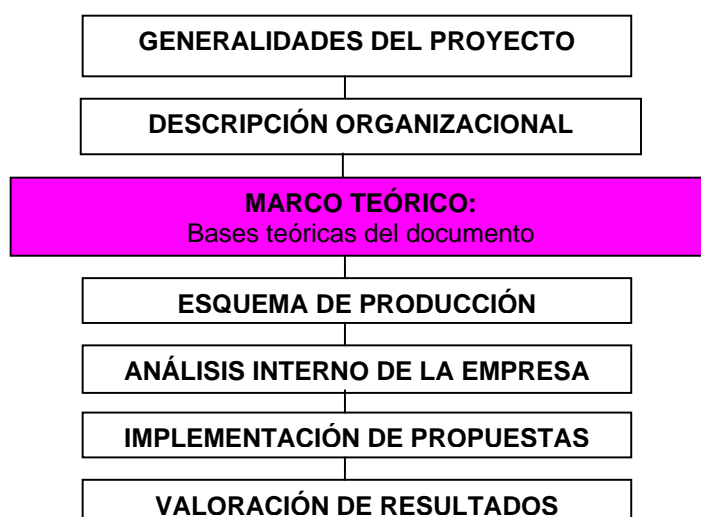 GENERALIDADES DEL PROYECTO
DESCRIPCIÓN ORGANIZACIONAL
MARCO TEÓRICO:
Bases teóricas del documento
ESQUEMA DE PRODUCCIÓN
ANÁLISIS INTERNO DE LA EMPRESA
IMPLEMENTACIÓN DE PROPUESTAS
VALORACIÓN DE RESULTADOS